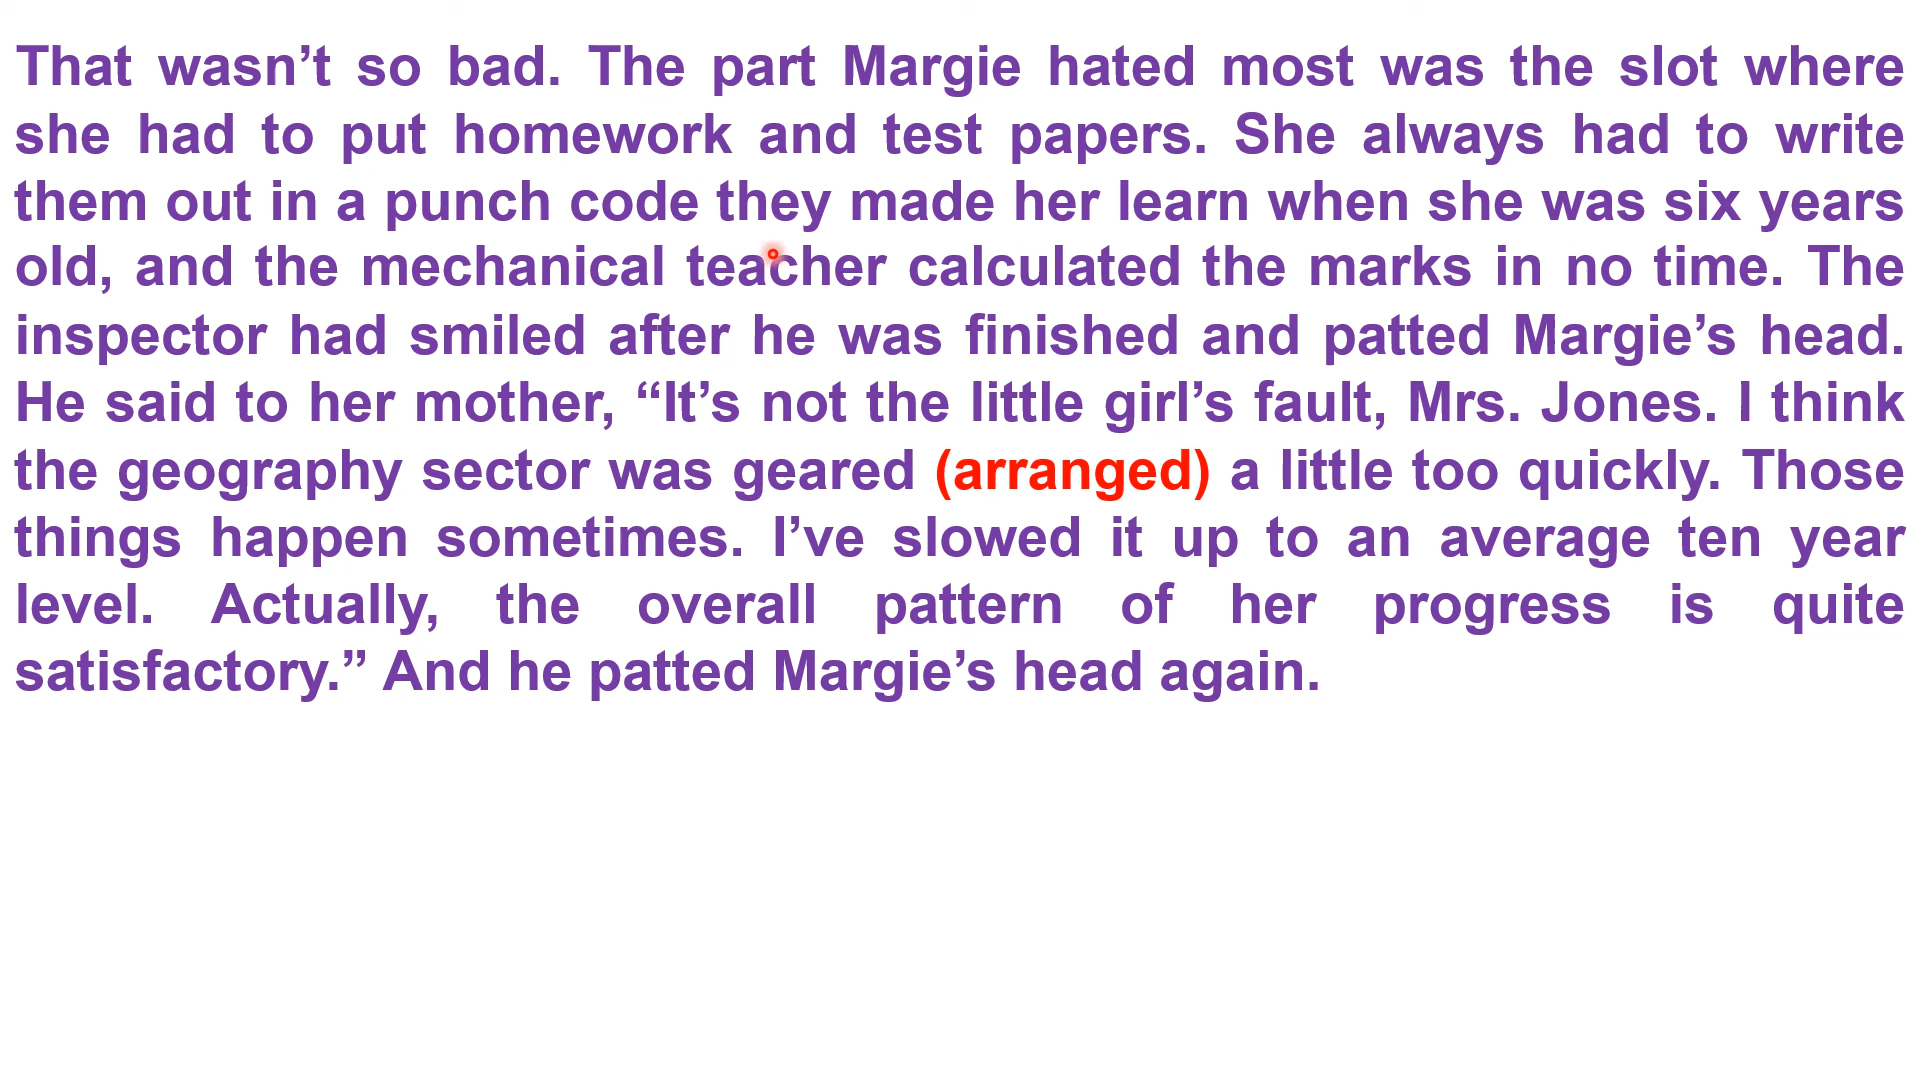 That wasn’t so bad. The part Margie hated most was the slot where
she had to put homework and test papers. She always had to write
them out in a punch code they made her learn when she was six years
old, and the mechanical teacher calculated the marks in no time. The
inspector had smiled after he was finished and patted Margie’s head.
He said to her mother, “It’s not the little girl’s fault, Mrs. Jones. I think
the geography sector was geared (arranged) a little too quickly. Those
things happen sometimes. I’ve slowed it up to an average ten year
level. Actually, the overall pattern of her progress is quite
satisfactory.” And he patted Margie’s head again.